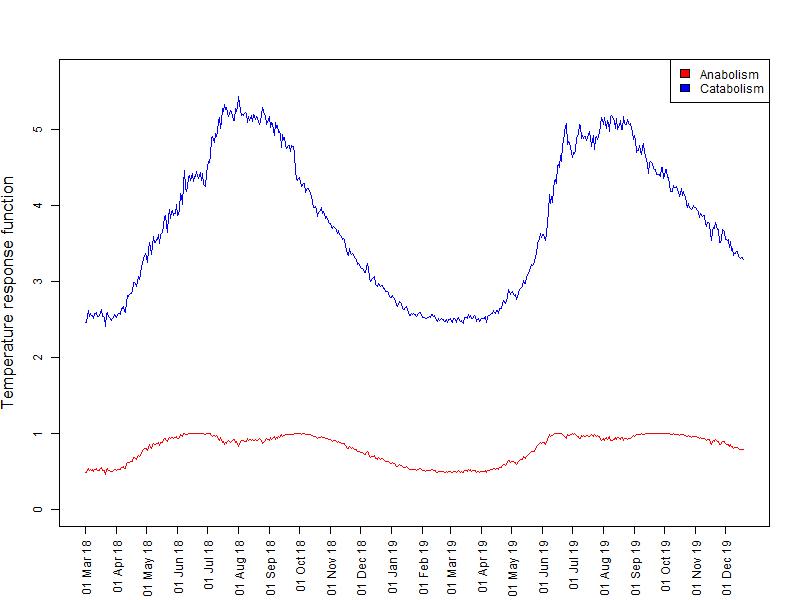 Anabolism
Catabolism
Temperature response function
5
4
3
2
1
0
01 Mar 18
01 Apr 18
01 May 18
01 Jun 18
01 Jul 18
01 Aug 18
01 Sep 18
01 Oct 18
01 Nov 18
01 Dec 18
01 Jan 19
01 Feb 19
01 Mar 19
01 Apr 19
01 May 19
01 Jun 19
01 Jul 19
01 Aug 19
01 Sep 19
01 Oct 19
01 Nov 19
01 Dec 19